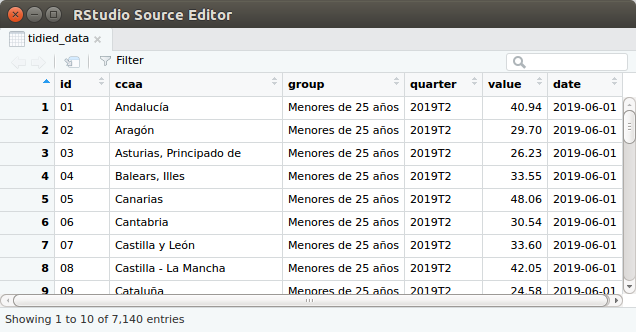 RStudio Source Editor
tidied_data
Filter
id ccaa group quarter value date
1 01 Andalucía Menores de 25 años 2019T2 40.94 2019-06-01
2 02 Aragón Menores de 25 años 2019T2 29.70 2019-06-01
3 03 Asturias, Principado de Menores de 25 años 2019T2 26.23 2019-06-01
4 04 Balears, Illes Menores de 25 años 2019T2 33.55 2019-06-01
5 05 Canarias Menores de 25 años 2019T2 48.06 2019-06-01
6 06 Cantabria Menores de 25 años 2019T2 30.54 2019-06-01
7 07 Castilla y León Menores de 25 años 2019T2 33.60 2019-06-01
8 08 Castilla - La Mancha Menores de 25 años 2019T2 42.05 2019-06-01
9 09 Cataluña Menores de 25 años 2019T2 24.58 2019-06-01
Showing 1 to 10 of 7,140 entries